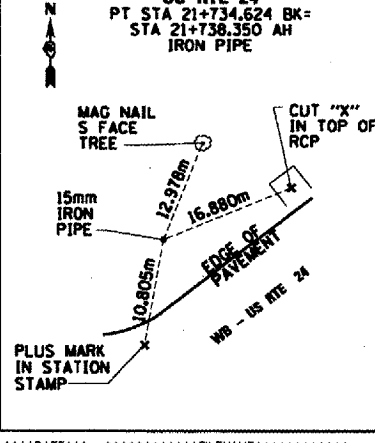 US RTE 24
PT STA 21+734.624 BK=
STA 21+738.350 AH
IRON PIPE
N
MAG NAIL
S FACE
TREE
CUT "X"
IN TOP OF
RCP
12.978m
16.880m
15mm
IRON
PIPE
EDGE OF
PAVEMENT
10.805m
WB - US RTE 24
PLUS MARK
IN STATION
STAMP